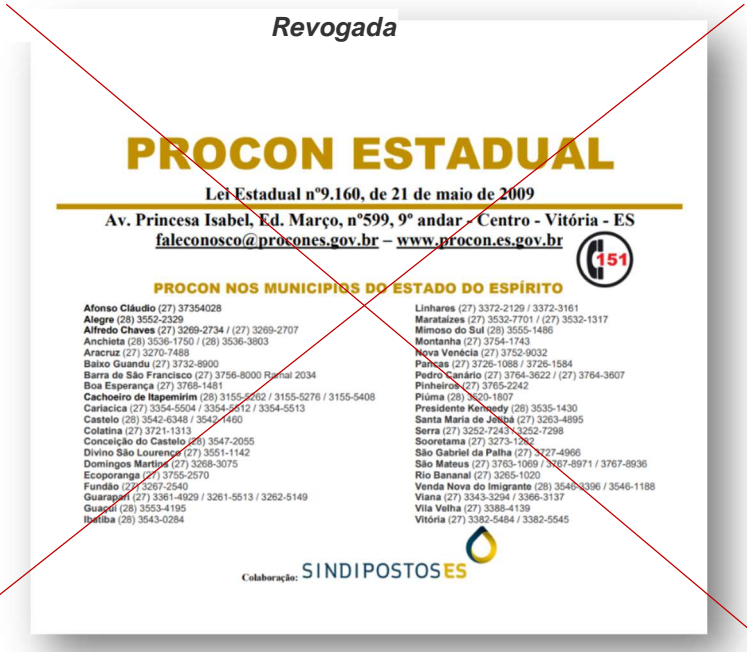 Revogada
PROCON ESTADUAL
Lei Estadual nº9.160, de 21 de maio de 2009
Av. Princesa Isabel, Ed. Março, nº599, 9º andar - Centro - Vitória - ES
faleconosco@procones.gov.br – www.procon.es.gov.br
151
PROCON NOS MUNICIPIOS DO ESTADO DO ESPÍRITO
Afonso Cláudio (27) 37354028
Alegre (28) 3552-2329
Alfredo Chaves (27) 3269-2734 / (27) 3269-2707
Anchieta (28) 3536-1750 / (28) 3536-3803
Aracruz (27) 3270-7488
Baixo Guandu (27) 3732-8900
Barra de São Francisco (27) 3756-8000 Ramal 2034
Boa Esperança (27) 3768-1481
Cachoeiro de Itapemirim (28) 3155-5262 / 3155-5276 / 3155-5408
Cariacica (27) 3354-5504 / 3354-5512 / 3354-5513
Castelo (28) 3542-6348 / 3542-1460
Colatina (27) 3721-1313
Conceição do Castelo (28) 3547-2055
Divino São Lourenço (28) 3551-1142
Domingos Martins (27) 3268-3075
Ecoporanga (27) 3755-2570
Fundão (27) 3267-2540
Guarapari (27) 3361-4929 / 3261-5513 / 3262-5149
Guaçuí (28) 3553-4195
Ibatiba (28) 3543-0284
Linhares (27) 3372-2129 / 3372-3161
Marataízes (27) 3532-7701 / (27) 3532-1317
Mimoso do Sul (28) 3555-1486
Montanha (27) 3754-1743
Nova Venécia (27) 3752-9032
Pancas (27) 3726-1088 / 3726-1584
Pedro Canário (27) 3764-3622 / (27) 3764-3607
Pinheiros (27) 3765-2242
Piúma (28) 3520-1807
Presidente Kennedy (28) 3535-1430
Santa Maria de Jetibá (27) 3263-4895
Serra (27) 3252-7243 / 3252-7298
Sooretama (27) 3273-1282
São Gabriel da Palha (27) 3727-4966
São Mateus (27) 3763-1069 / 3767-8971 / 3767-8936
Rio Bananal (27) 3265-1020
Venda Nova do Imigrante (28) 3546-3396 / 3546-1188
Viana (27) 3343-3294 / 3366-3137
Vila Velha (27) 3388-4139
Vitória (27) 3382-5484 / 3382-5545
Colaboração: SINDIPOSTOS ES